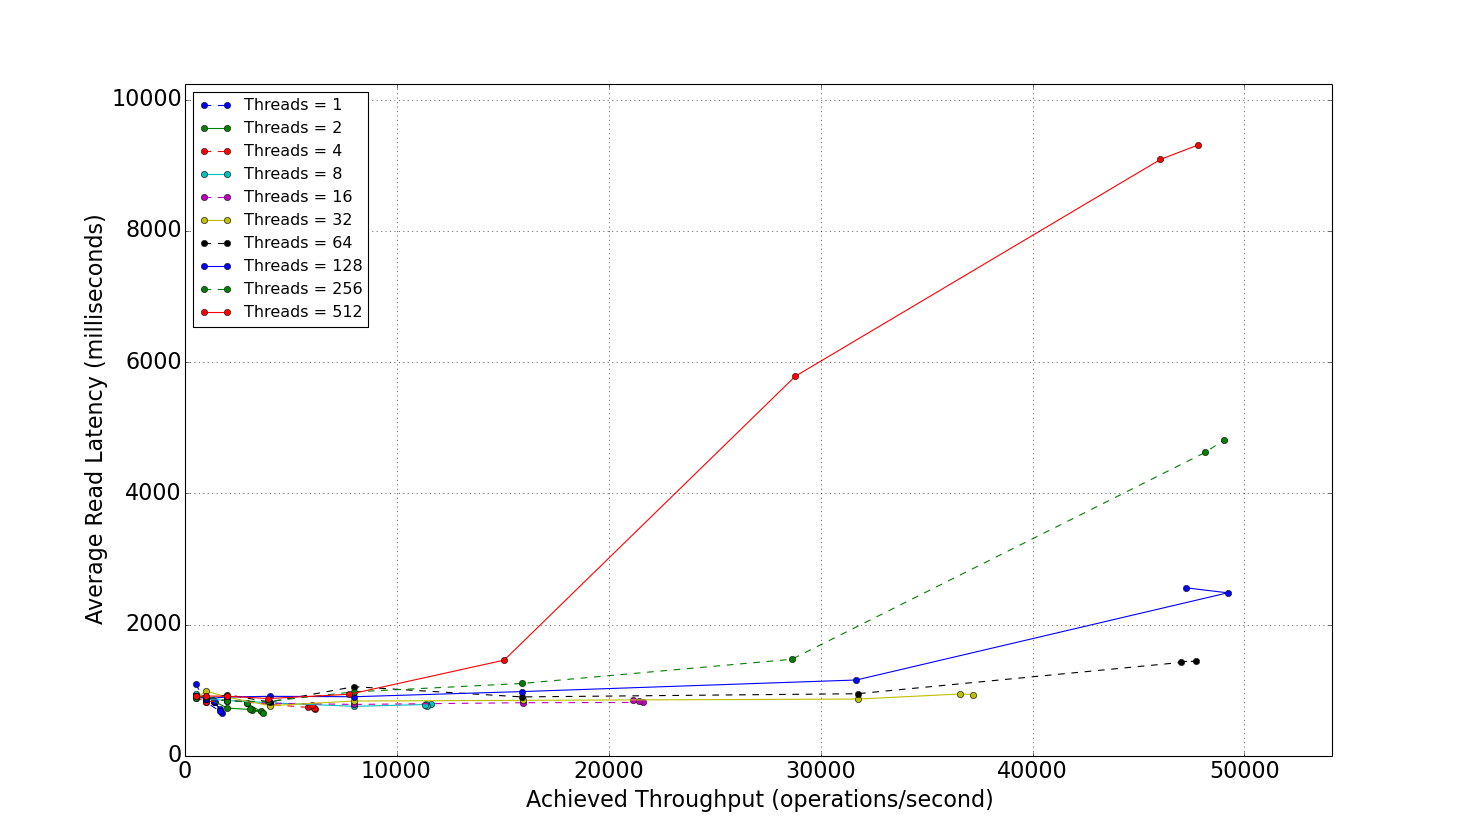 10000
8000
6000
4000
2000
0
Average Read Latency (milliseconds)
Threads = 1
Threads = 2
Threads = 4
Threads = 8
Threads = 16
Threads = 32
Threads = 64
Threads = 128
Threads = 256
Threads = 512
0
10000
20000
30000
40000
50000
Achieved Throughput (operations/second)